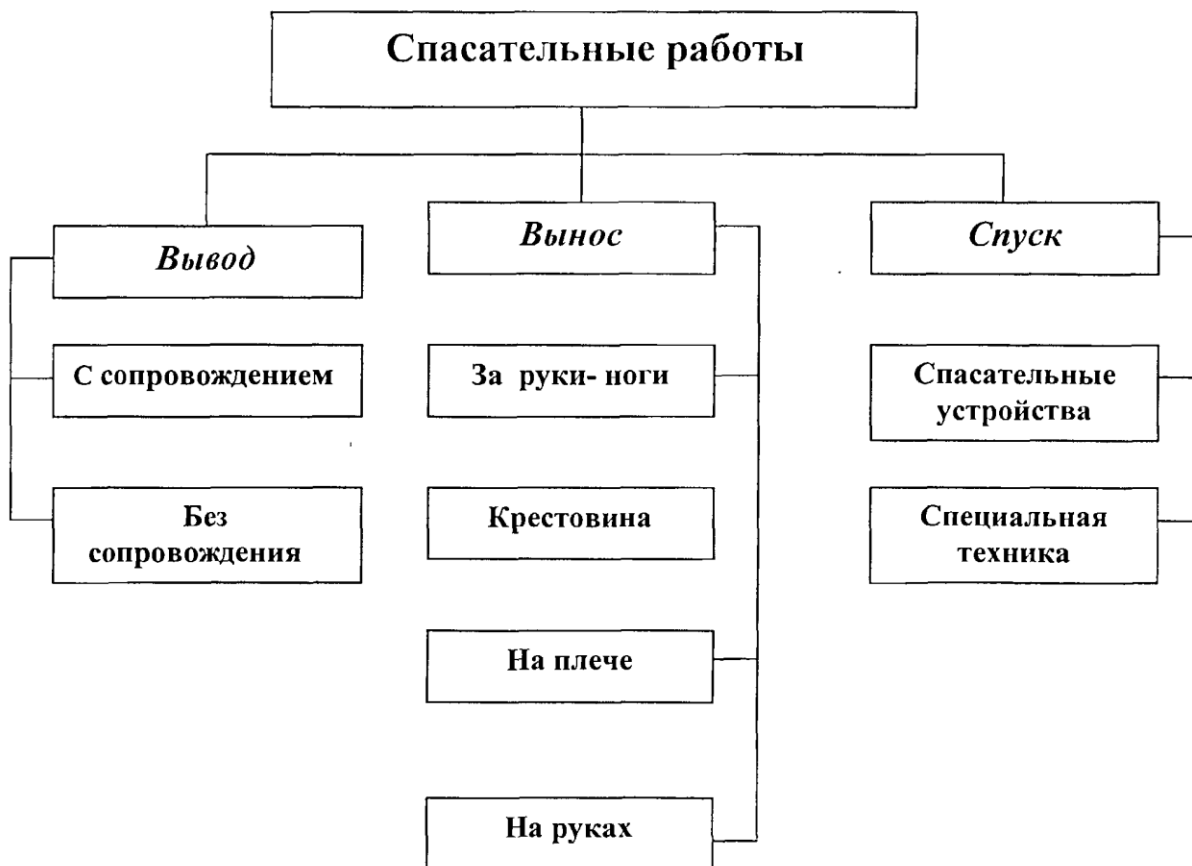 Спасательные работы
Вывод
Вынос
Спуск
С сопровождением
За руки- ноги
Спасательные
устройства
Без
сопровождения
Крестовина
Специальная
техника
На плече
На руках